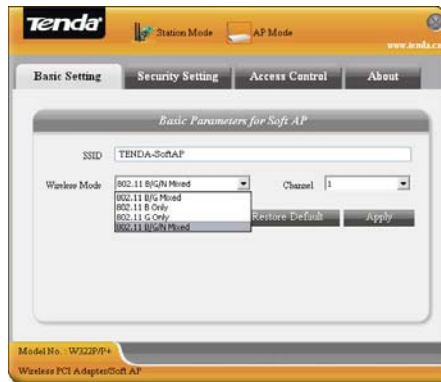 Tenda
Station Mode AP Mode
Basic Setting Security Setting Access Control About
Basic Parameters for Soft AP
SSID TENDA-SoftAP
Wireless Mode 802.11 B/G/N Mixed Channel 1
802.11 B/G Mixed
802.11 B Only
802.11 G Only
802.11 B/G/N Mixed
Restore Default Apply
Model No. : W322P/P+
Wireless PCI Adapter/Soft AP